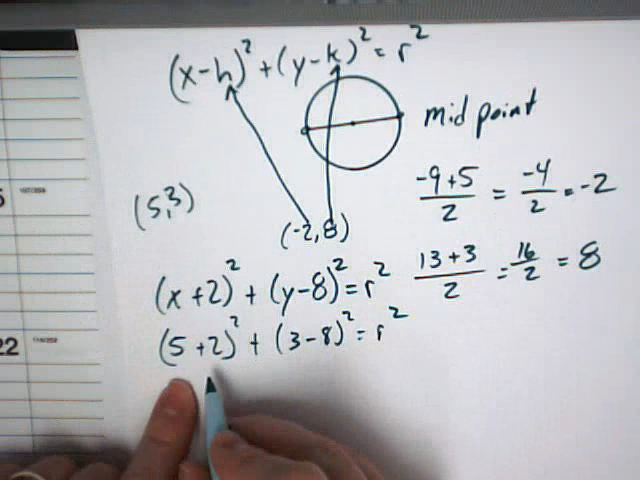 (x-h)² + (y-k)² = r²
mid point
(-9+5)/2 = -4/2 = -2
(5,3)
(-2,8)
(x+2)² + (y-8)² = r²
(13+3)/2 = 16/2 = 8
(5+2)² + (3-8)² = r²
22